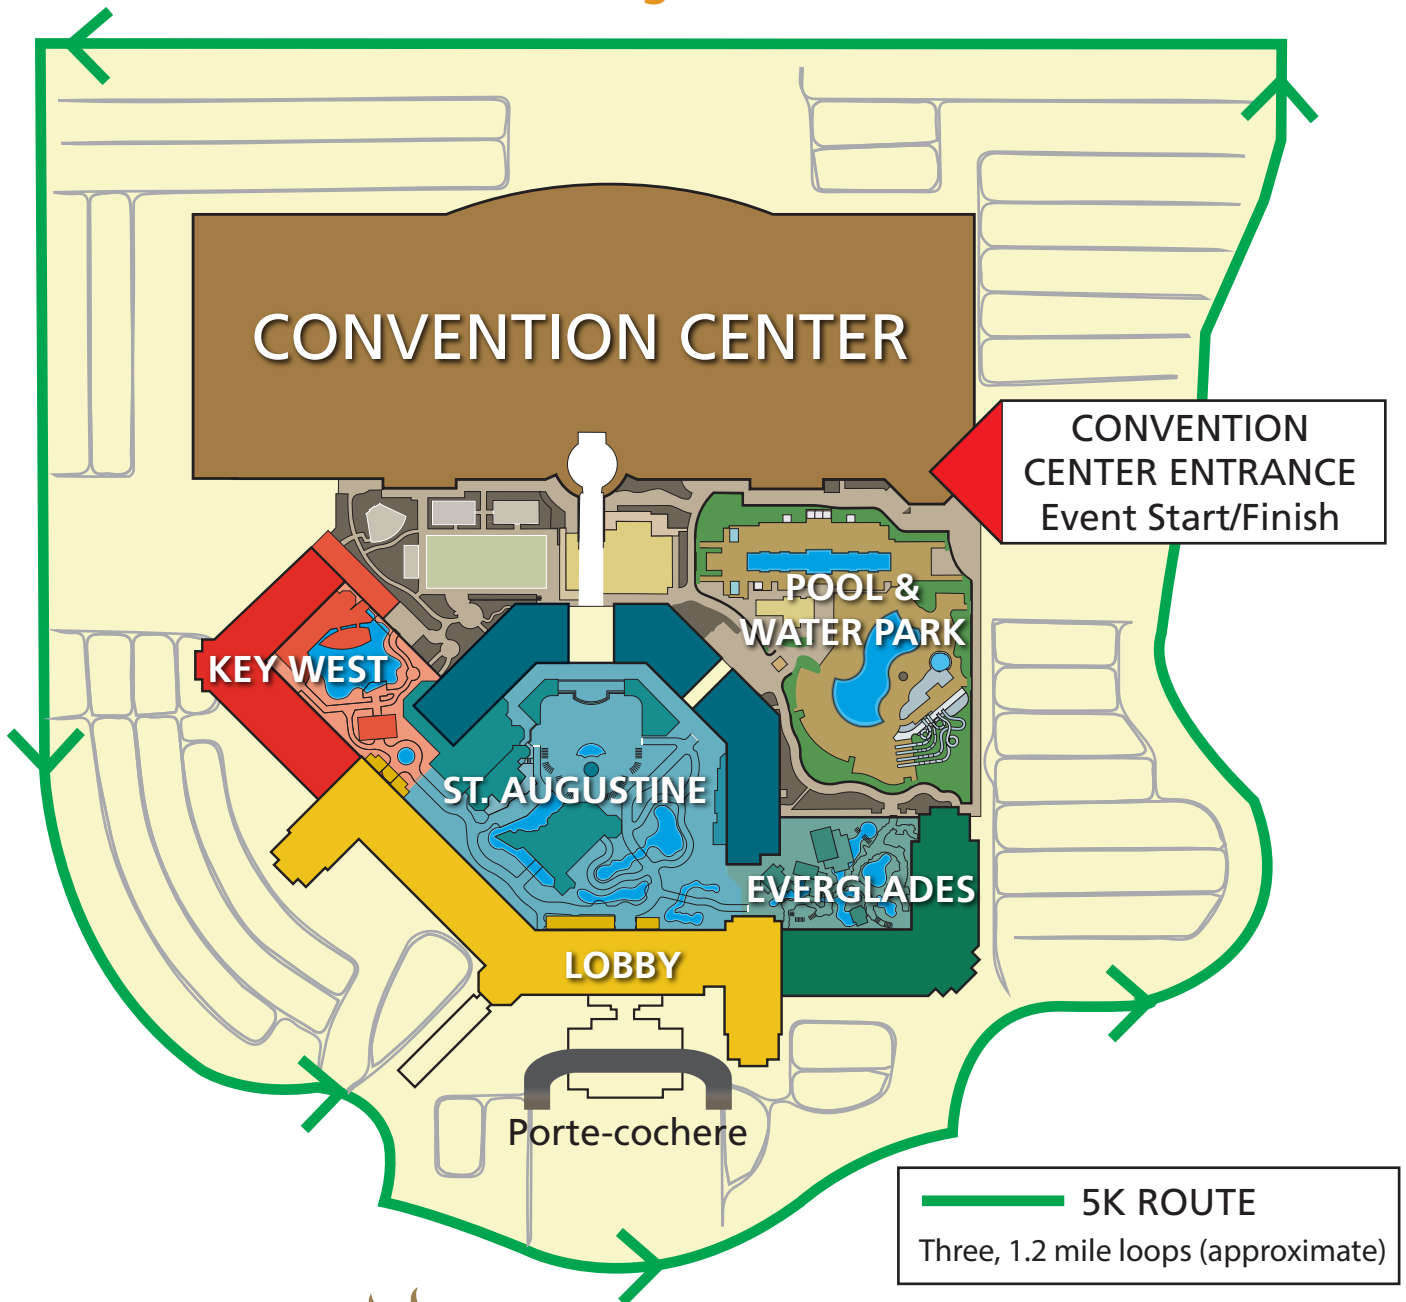 CONVENTION CENTER
CONVENTION
CENTER ENTRANCE
Event Start/Finish
POOL &
WATER PARK
KEY WEST
ST. AUGUSTINE
EVERGLADES
LOBBY
Porte-cochere
5K ROUTE
Three, 1.2 mile loops (approximate)